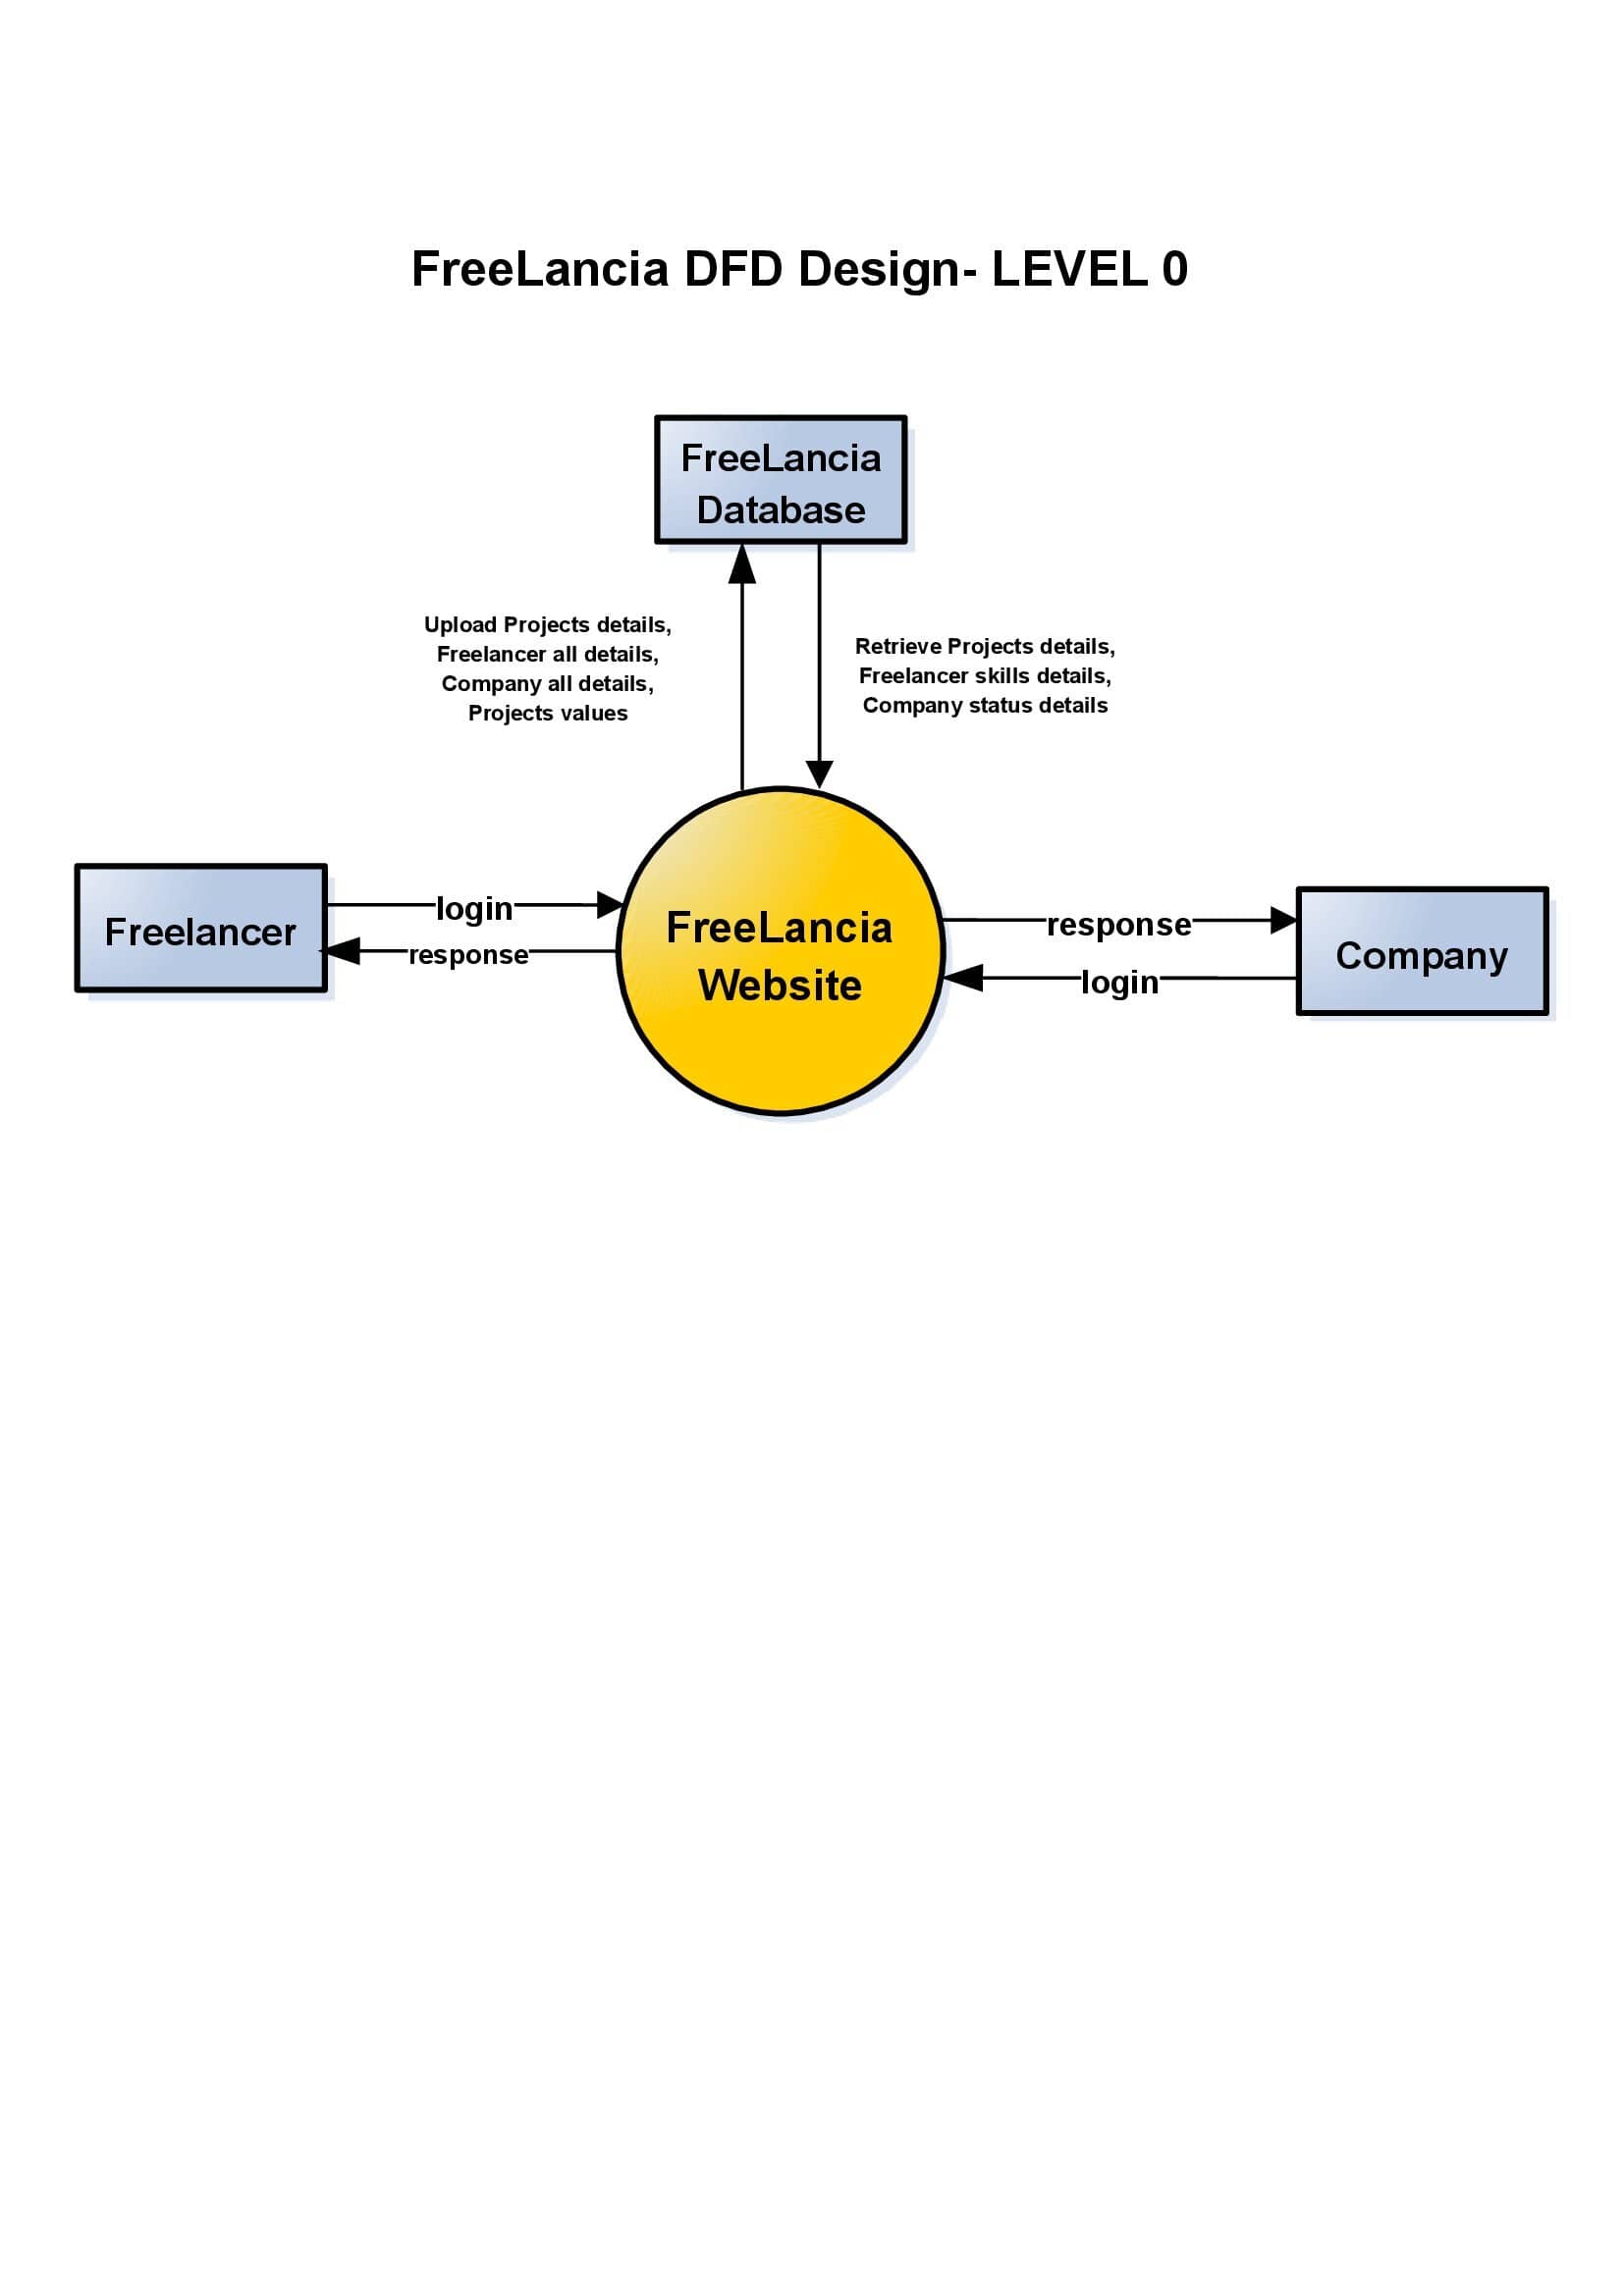 FreeLancia DFD Design- LEVEL 0
FreeLancia
Database
Upload Projects details,
Freelancer all details,
Company all details,
Projects values
Retrieve Projects details,
Freelancer skills details,
Company status details
Freelancer
login
response
FreeLancia
Website
response
login
Company